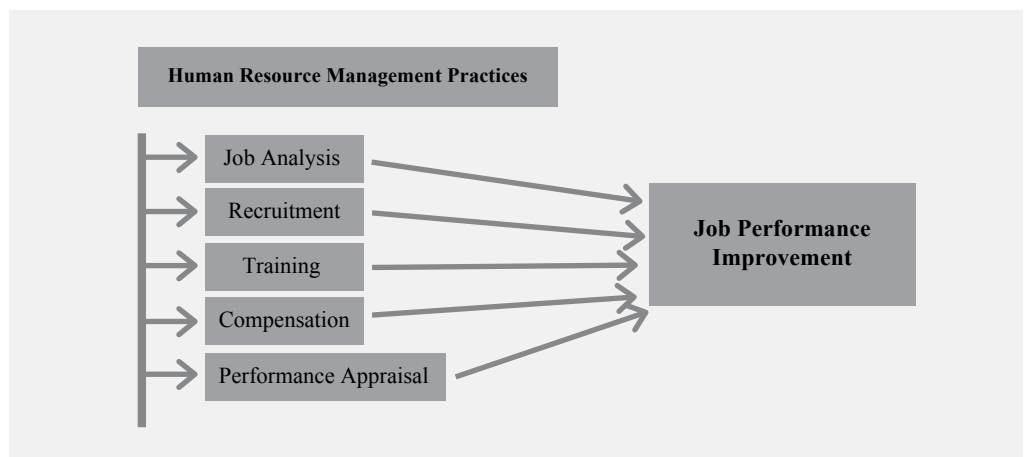 Human Resource Management Practices
Job Analysis
Recruitment
Training
Compensation
Performance Appraisal
Job Performance
Improvement